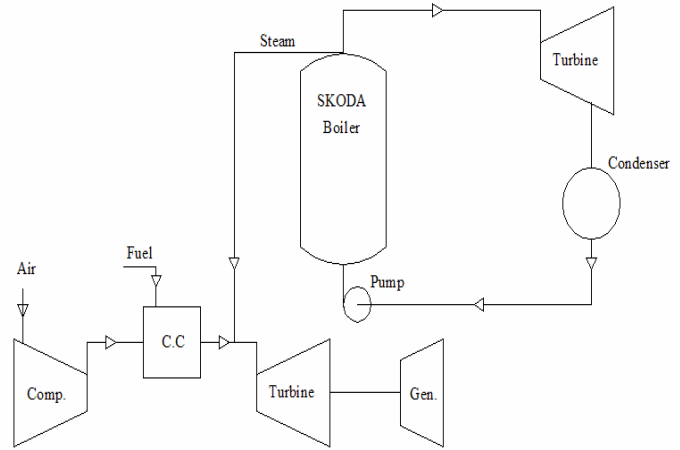 Steam
Turbine
SKODA
Boiler
Condenser
Fuel
Air
Pump
C.C
Comp.
Turbine
Gen.